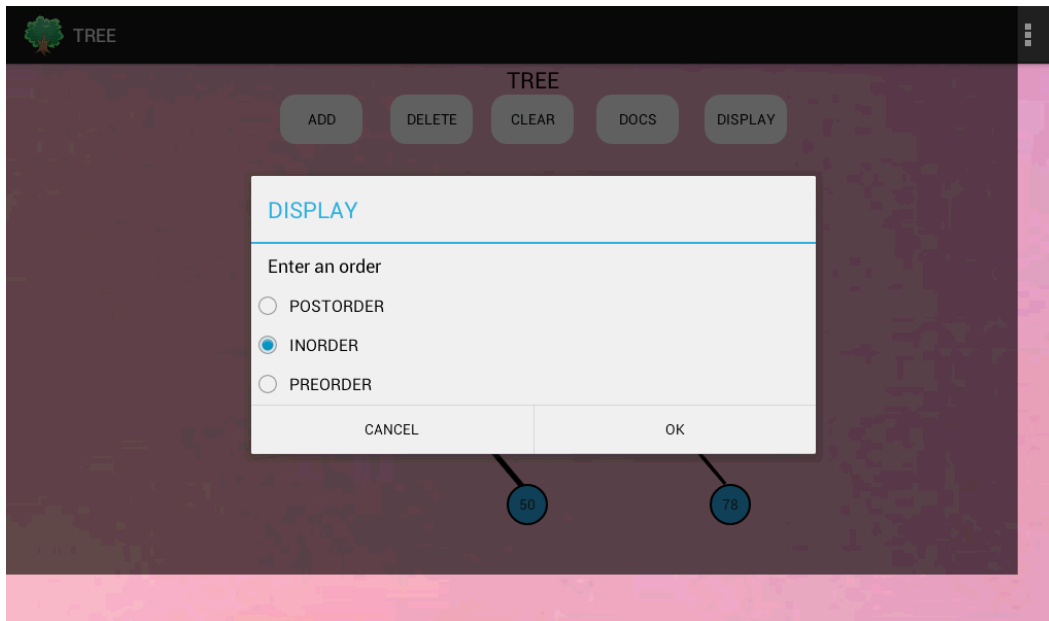 TREE
TREE
ADD DELETE CLEAR DOCS DISPLAY
DISPLAY
Enter an order
POSTORDER
INORDER
PREORDER
CANCEL OK
50 78